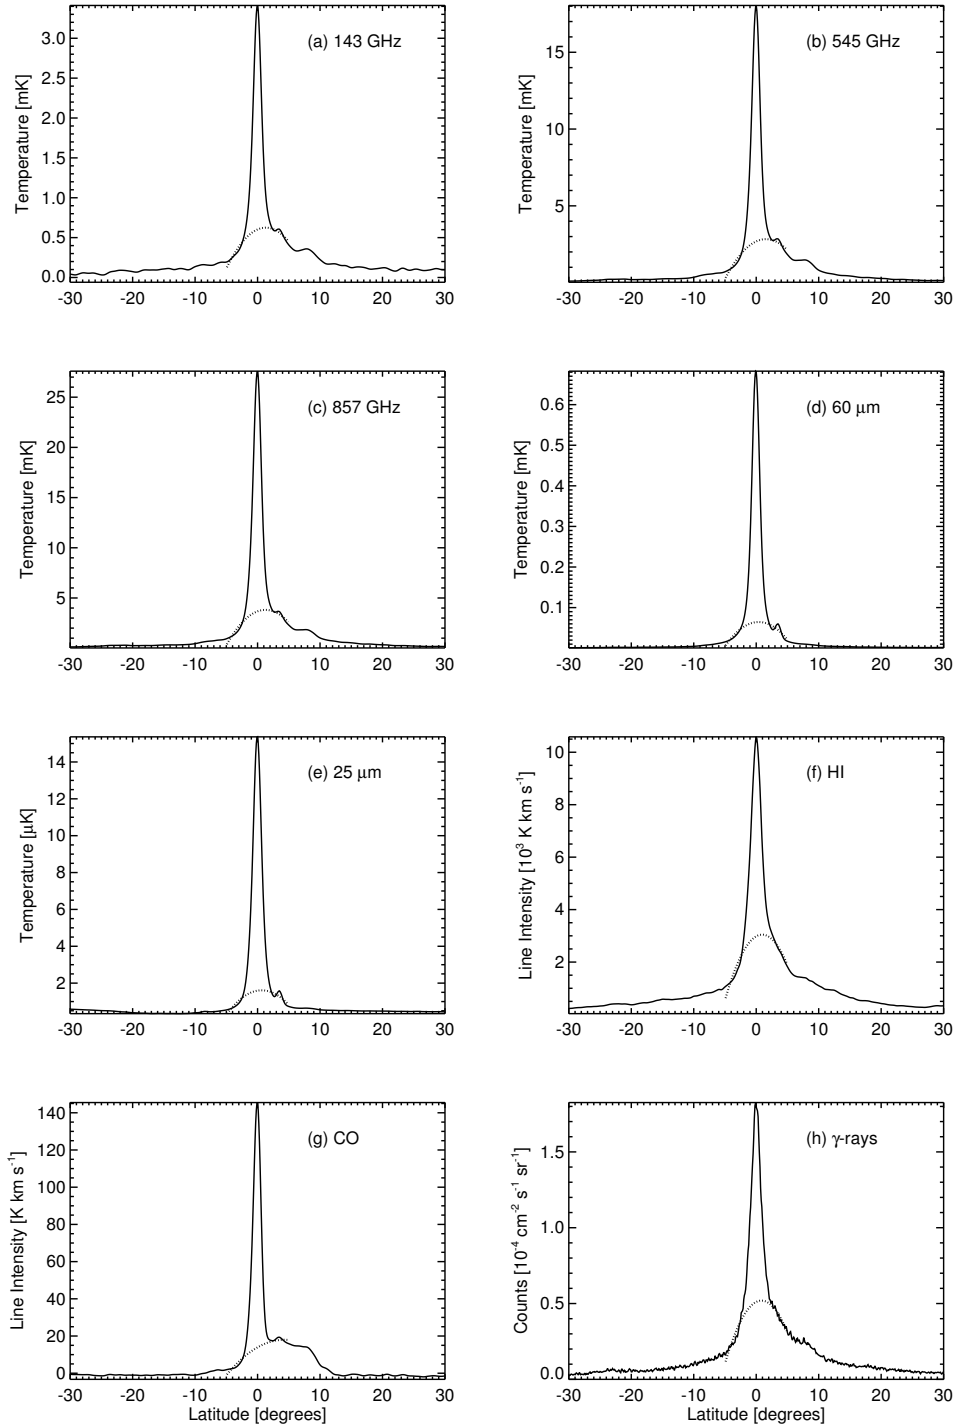 (a) 143 GHz
Temperature [mK]
3.0
2.5
2.0
1.5
1.0
0.5
0.0
-30 -20 -10 0 10 20 30
(b) 545 GHz
Temperature [mK]
15
10
5
-30 -20 -10 0 10 20 30
(c) 857 GHz
Temperature [mK]
25
20
15
10
5
-30 -20 -10 0 10 20 30
(d) 60 μm
Temperature [mK]
0.6
0.5
0.4
0.3
0.2
0.1
-30 -20 -10 0 10 20 30
(e) 25 μm
Temperature [μK]
14
12
10
8
6
4
2
-30 -20 -10 0 10 20 30
(f) HI
Line Intensity [10³ K km s⁻¹]
10
8
6
4
2
-30 -20 -10 0 10 20 30
(g) CO
Line Intensity [K km s⁻¹]
140
120
100
80
60
40
20
0
-30 -20 -10 0 10 20 30
Latitude [degrees]
(h) γ-rays
Counts [10⁻⁴ cm⁻² s⁻¹ sr⁻¹]
1.5
1.0
0.5
0.0
-30 -20 -10 0 10 20 30
Latitude [degrees]